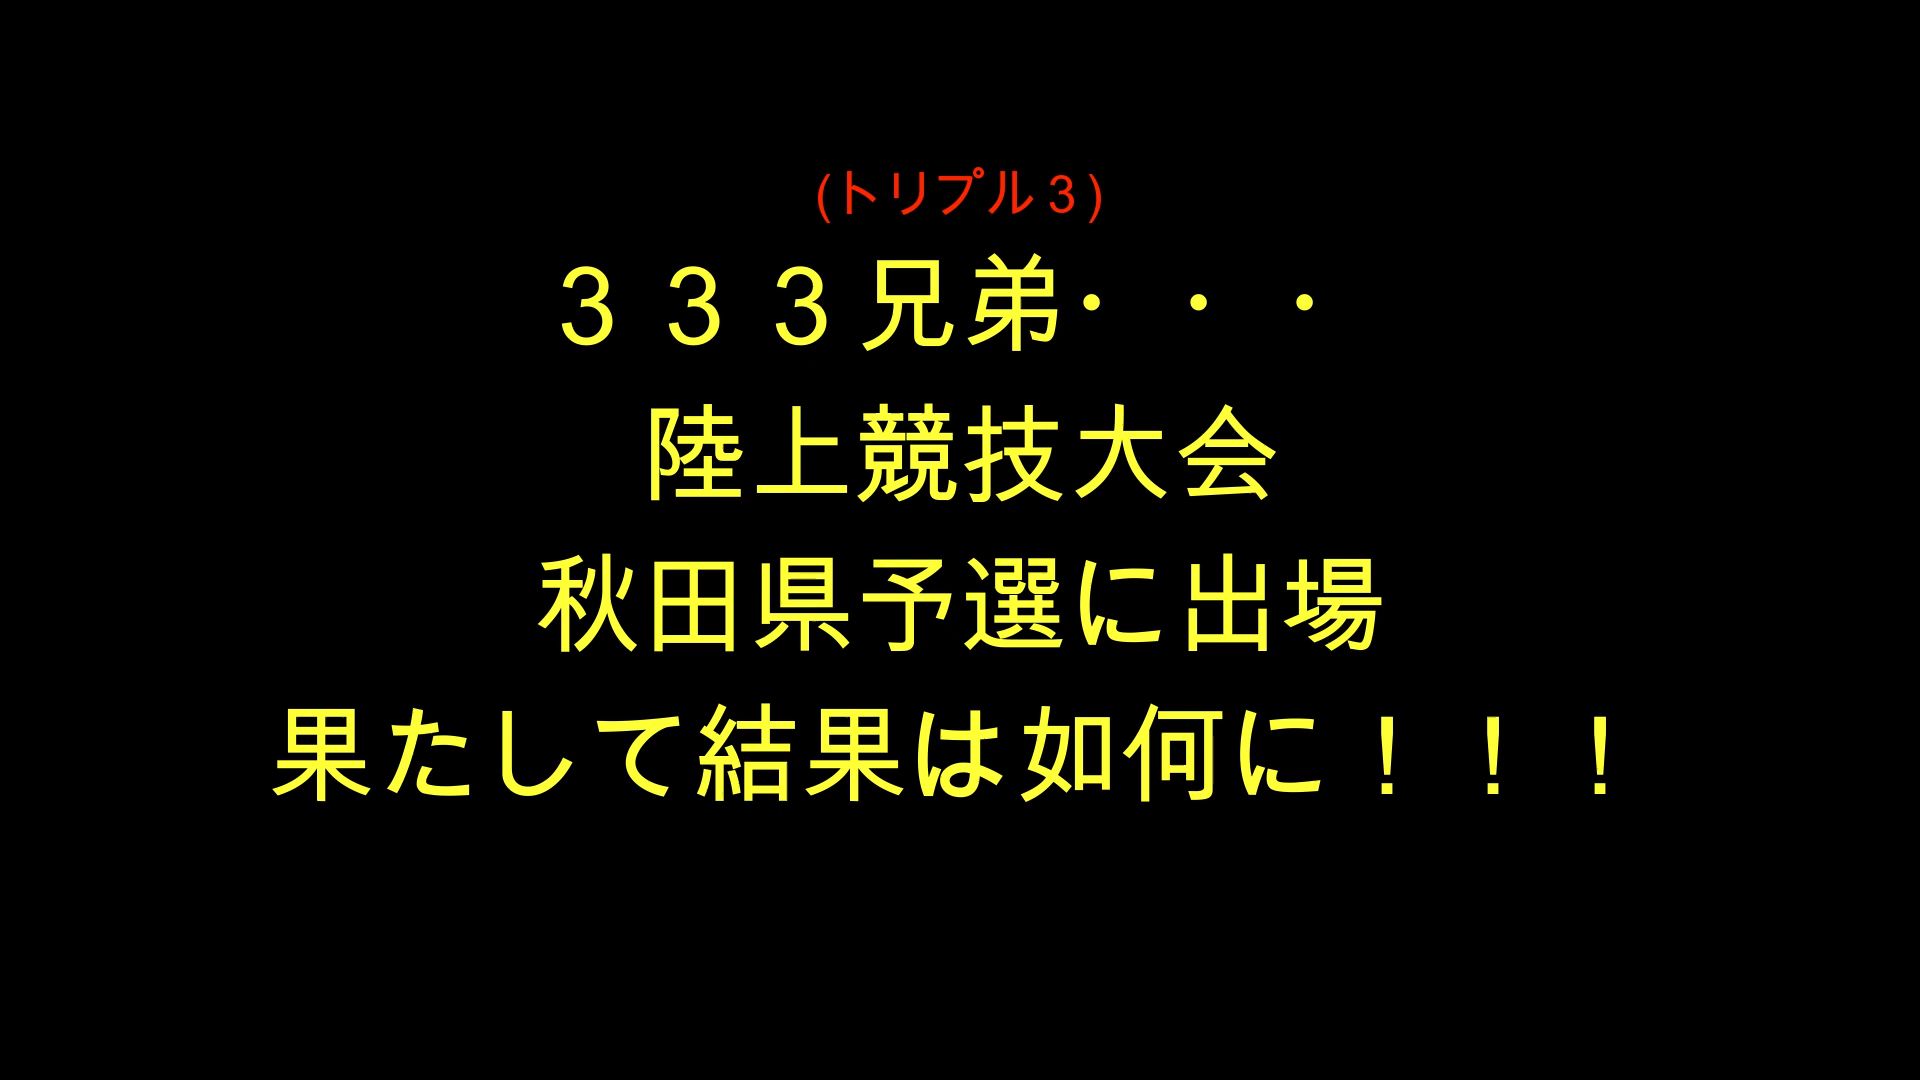 (トリプル３)
３３３兄弟・・・
陸上競技大会
秋田県予選に出場
果たして結果は如何に！！！